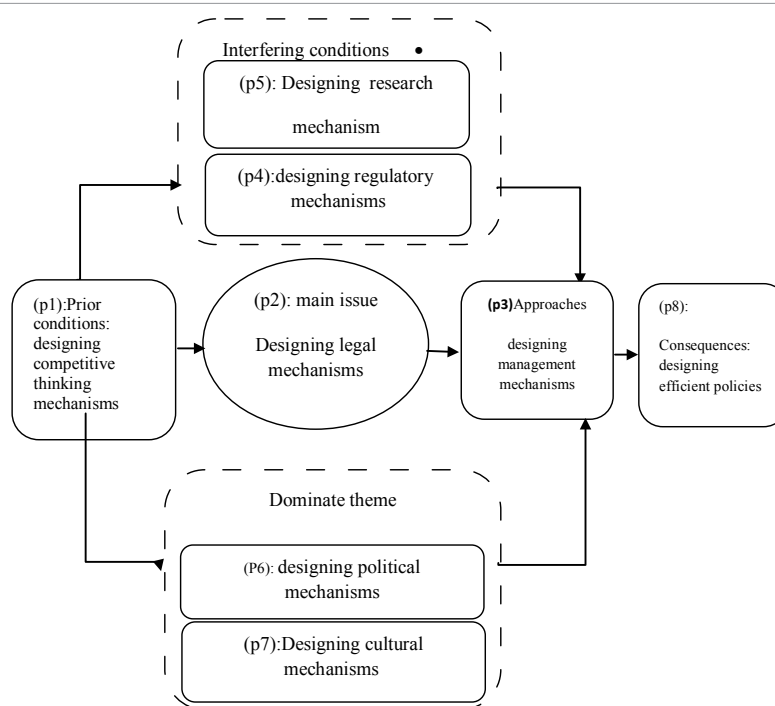 Interfering conditions •
(p5): Designing research
mechanism
(p4):designing regulatory
mechanisms
(p1):Prior
conditions:
designing
competitive
thinking
mechanisms
(p2): main issue
Designing legal
mechanisms
(p3)Approaches
designing
management
mechanisms
(p8):
Consequences:
designing
efficient policies
Dominate theme
(P6): designing political
mechanisms
(p7):Designing cultural
mechanisms